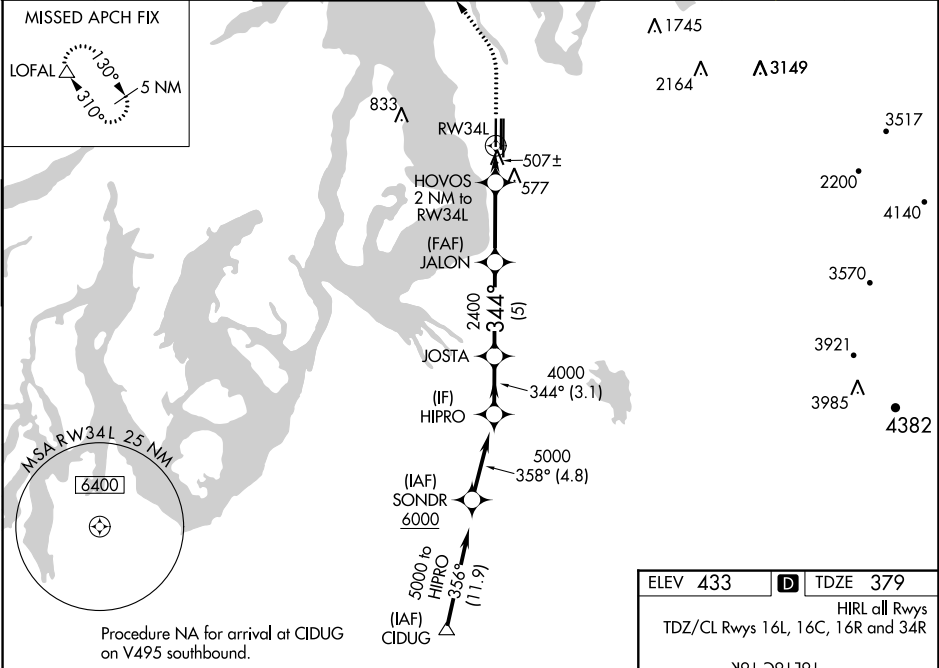 MISSED APCH FIX
LOFAL
130°
310°
5 NM
1745
2164
3149
833
3517
RW34L
507±
2200
HOVOS
2 NM to
RW34L
577
4140
(FAF)
JALON
2400
344°
(5)
3570
JOSTA
3921
4000
344° (3.1)
(IF)
HIPRO
3985
4382
MSA RW34L 25 NM
6400
5000
358° (4.8)
(IAF)
SONDR
6000
5000 to
HIPRO
356°
(11.9)
(IAF)
CIDUG
Procedure NA for arrival at CIDUG
on V495 southbound.
ELEV 433
D
TDZE 379
HIRL all Rwys
TDZ/CL Rwys 16L, 16C, 16R and 34R